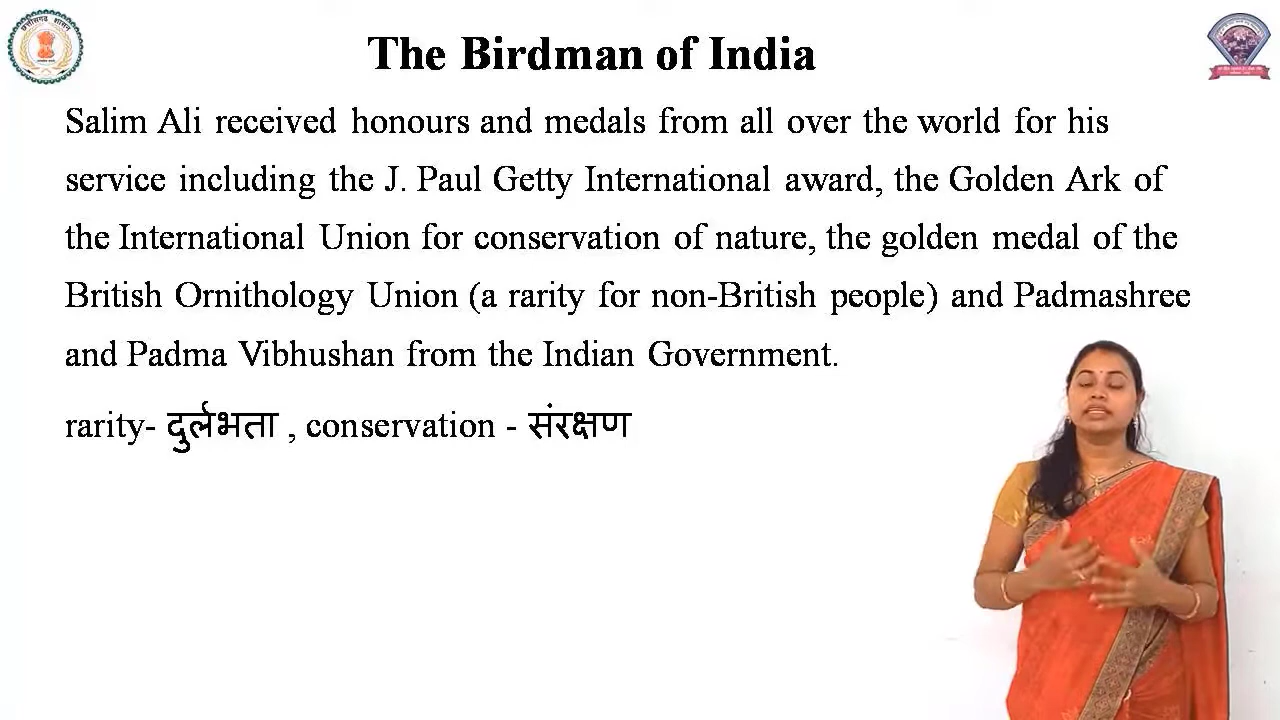 The Birdman of India
Salim Ali received honours and medals from all over the world for his
service including the J. Paul Getty International award, the Golden Ark of
the International Union for conservation of nature, the golden medal of the
British Ornithology Union (a rarity for non-British people) and Padmashree
and Padma Vibhushan from the Indian Government.
rarity- दुर्लभता , conservation - संरक्षण